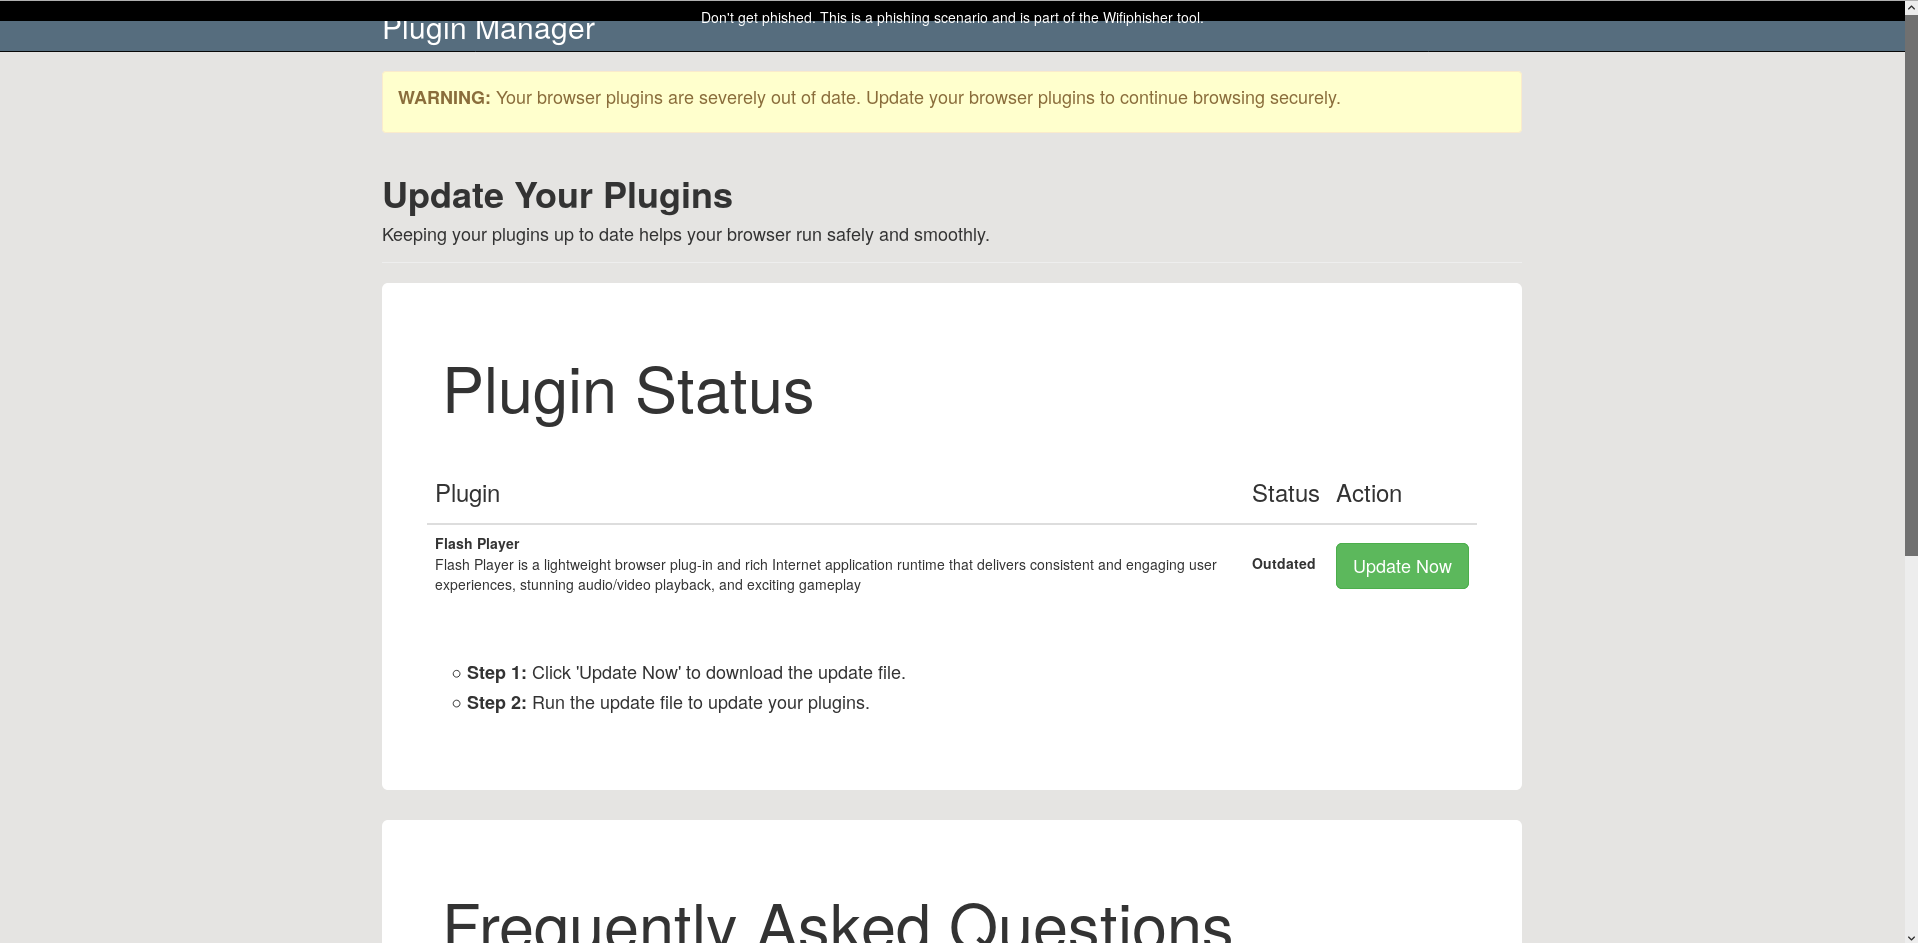 Don't get phished. This is a phishing scenario and is part of the Wifiphisher tool.
Plugin Manager
WARNING: Your browser plugins are severely out of date. Update your browser plugins to continue browsing securely.
Update Your Plugins
Keeping your plugins up to date helps your browser run safely and smoothly.
Plugin Status
Plugin Status Action
Flash Player
Flash Player is a lightweight browser plug-in and rich Internet application runtime that delivers consistent and engaging user
experiences, stunning audio/video playback, and exciting gameplay
Outdated
Update Now
Step 1: Click 'Update Now' to download the update file.
Step 2: Run the update file to update your plugins.
Frequently Asked Questions